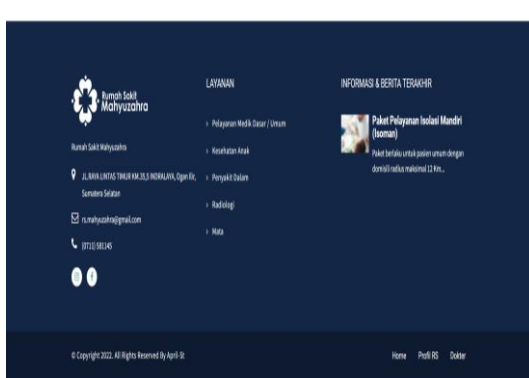 Rumah Sakit
Mahyuzahra
Rumah Sakit Mahyuzahra
JL.RAYA LINTAS TIMUR KM.35,5 INDRALAYA, Ogan Ilir,
Sumatera Selatan
rs.mahyuzahra@gmail.com
(0711) 581145
LAYANAN
› Pelayanan Medik Dasar / Umum
› Kesehatan Anak
› Penyakit Dalam
› Radiologi
› Mata
INFORMASI & BERITA TERAKHIR
Paket Pelayanan Isolasi Mandiri
(Isoman)
Paket berlaku untuk pasien umum dengan
domisili radius maksimal 12 Km...
© Copyright 2022. All Rights Reserved By April-St
Home Profil RS Dokter